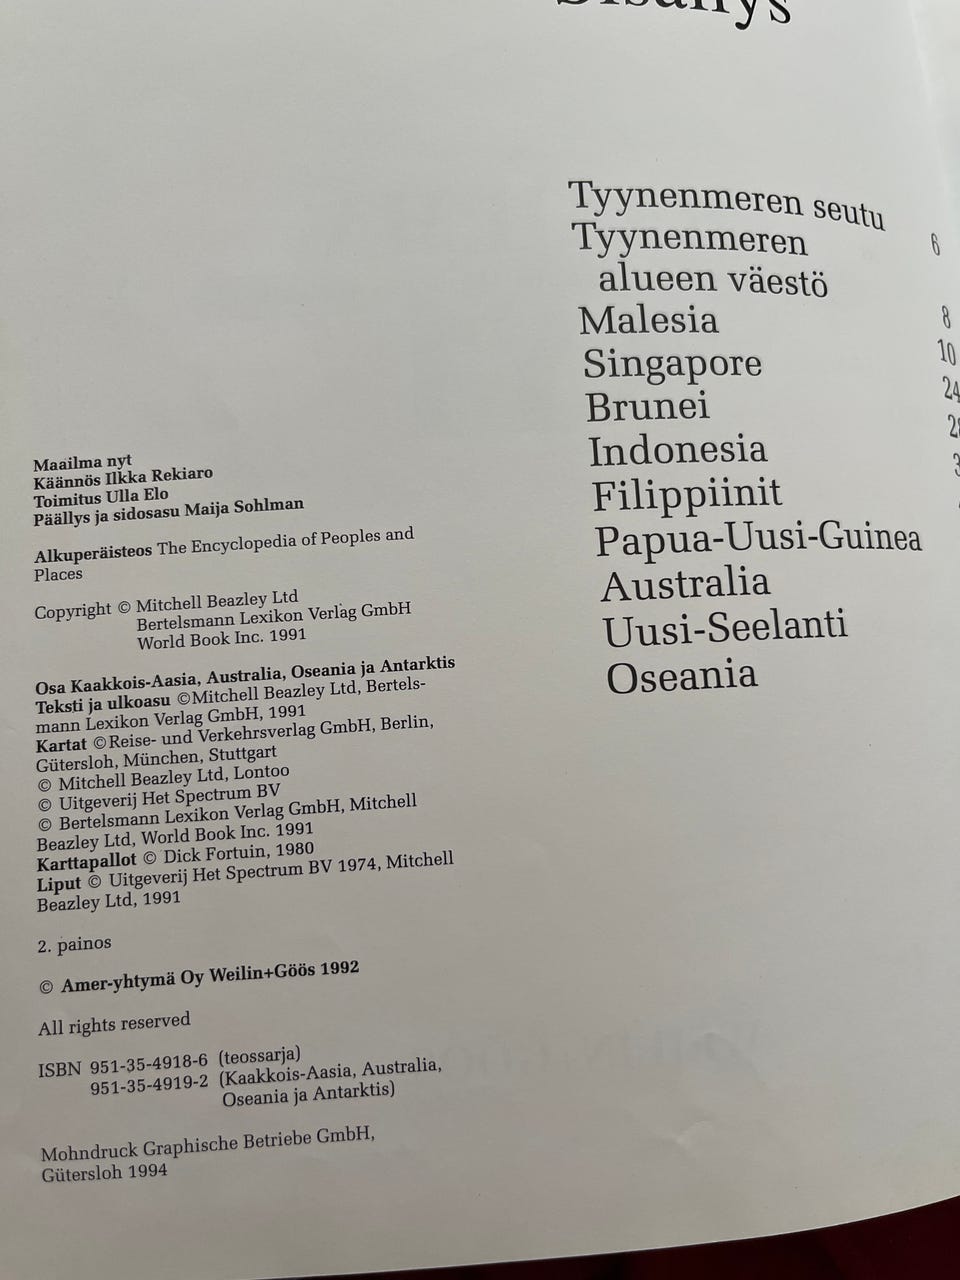 Sisällys
Tyynenmeren seutu 6
Tyynenmeren
alueen väestö 8
Malesia 10
Singapore 24
Brunei
Indonesia
Filippiinit
Papua-Uusi-Guinea
Australia
Uusi-Seelanti
Oseania
Maailma nyt
Käännös Ilkka Rekiaro
Toimitus Ulla Elo
Päällys ja sidosasu Maija Sohlman
Alkuperäisteos The Encyclopedia of Peoples and
Places
Copyright © Mitchell Beazley Ltd
Bertelsmann Lexikon Verlag GmbH
World Book Inc. 1991
Osa Kaakkois-Aasia, Australia, Oseania ja Antarktis
Teksti ja ulkoasu ©Mitchell Beazley Ltd, Bertels-
mann Lexikon Verlag GmbH, 1991
Kartat ©Reise- und Verkehrsverlag GmbH, Berlin,
Gütersloh, München, Stuttgart
© Mitchell Beazley Ltd, Lontoo
© Uitgeverij Het Spectrum BV
© Bertelsmann Lexikon Verlag GmbH, Mitchell
Beazley Ltd, World Book Inc. 1991
Karttapallot © Dick Fortuin, 1980
Liput © Uitgeverij Het Spectrum BV 1974, Mitchell
Beazley Ltd, 1991
2. painos
© Amer-yhtymä Oy Weilin+Göös 1992
All rights reserved
ISBN 951-35-4918-6 (teossarja)
951-35-4919-2 (Kaakkois-Aasia, Australia,
Oseania ja Antarktis)
Mohndruck Graphische Betriebe GmbH,
Gütersloh 1994